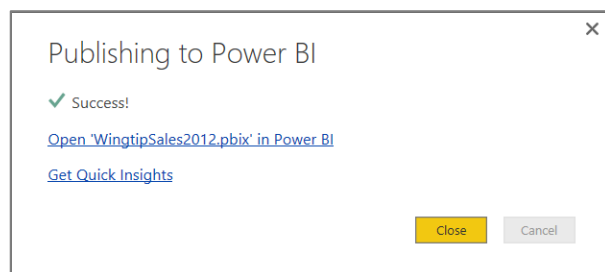 Publishing to Power BI
Success!
Open 'WingtipSales2012.pbix' in Power BI
Get Quick Insights
Close Cancel